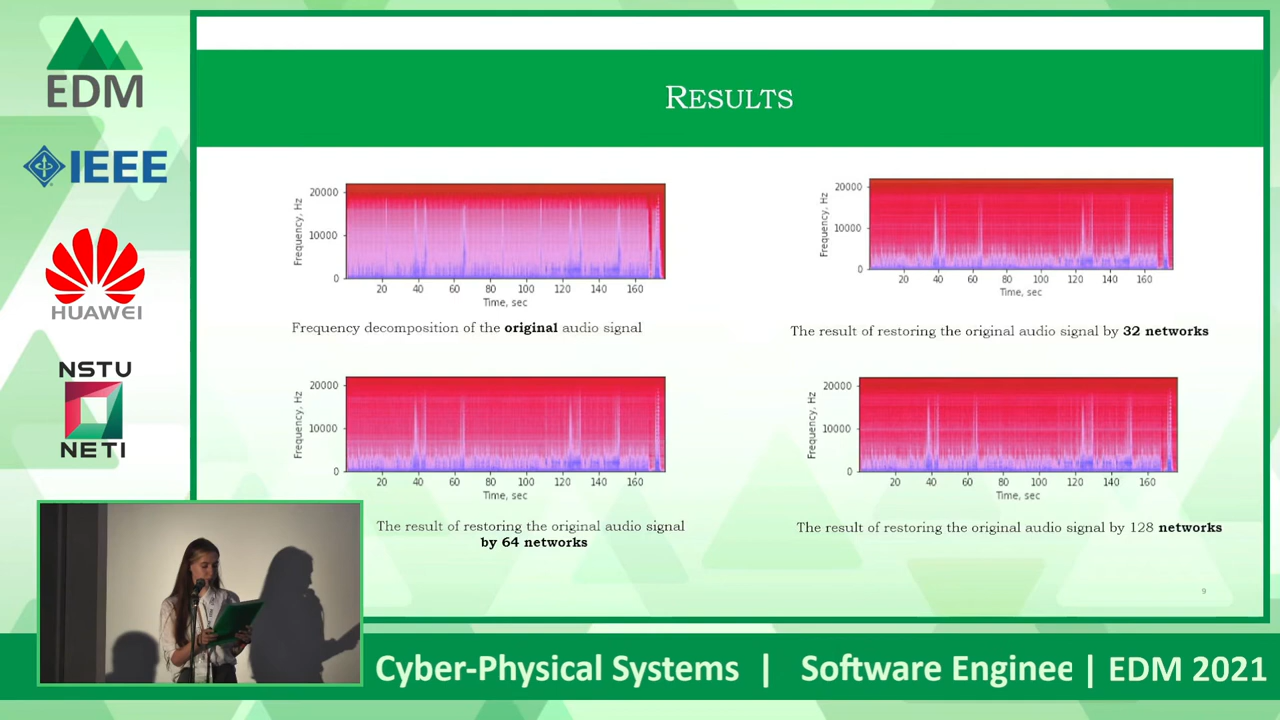 EDM
IEEE
HUAWEI
NSTU
NETI
RESULTS
Frequency, Hz
20000
10000
0
20 40 60 80 100 120 140 160
Time, sec
Frequency decomposition of the original audio signal
Frequency, Hz
20000
10000
0
20 40 60 80 100 120 140 160
Time, sec
The result of restoring the original audio signal by 32 networks
Frequency, Hz
20000
10000
0
20 40 60 80 100 120 140 160
Time, sec
The result of restoring the original audio signal
by 64 networks
Frequency, Hz
20000
10000
0
20 40 60 80 100 120 140 160
Time, sec
The result of restoring the original audio signal by 128 networks
9
Cyber-Physical Systems | Software Enginee | EDM 2021